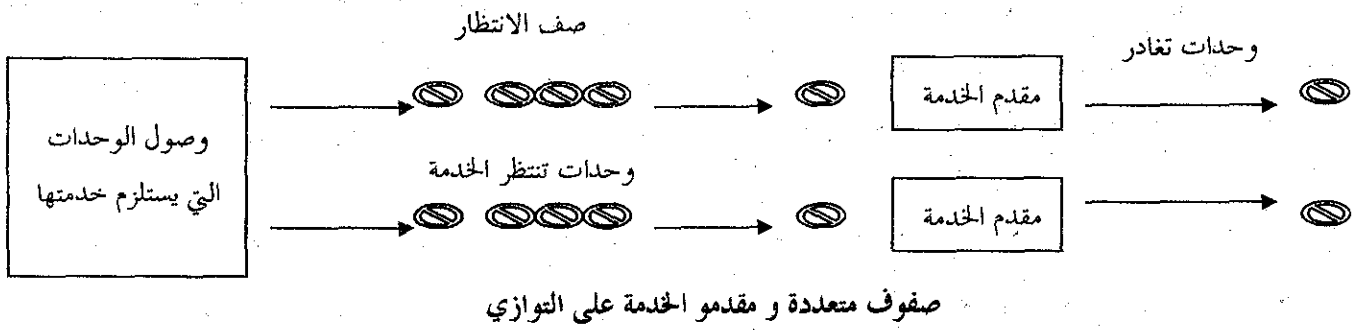 صف الانتظار
وحدات تغادر
مقدم الخدمة
وصول الوحدات
التي يستلزم خدمتها
وحدات تنتظر الخدمة
مقدم الخدمة
صفوف متعددة و مقدمو الخدمة على التوازي